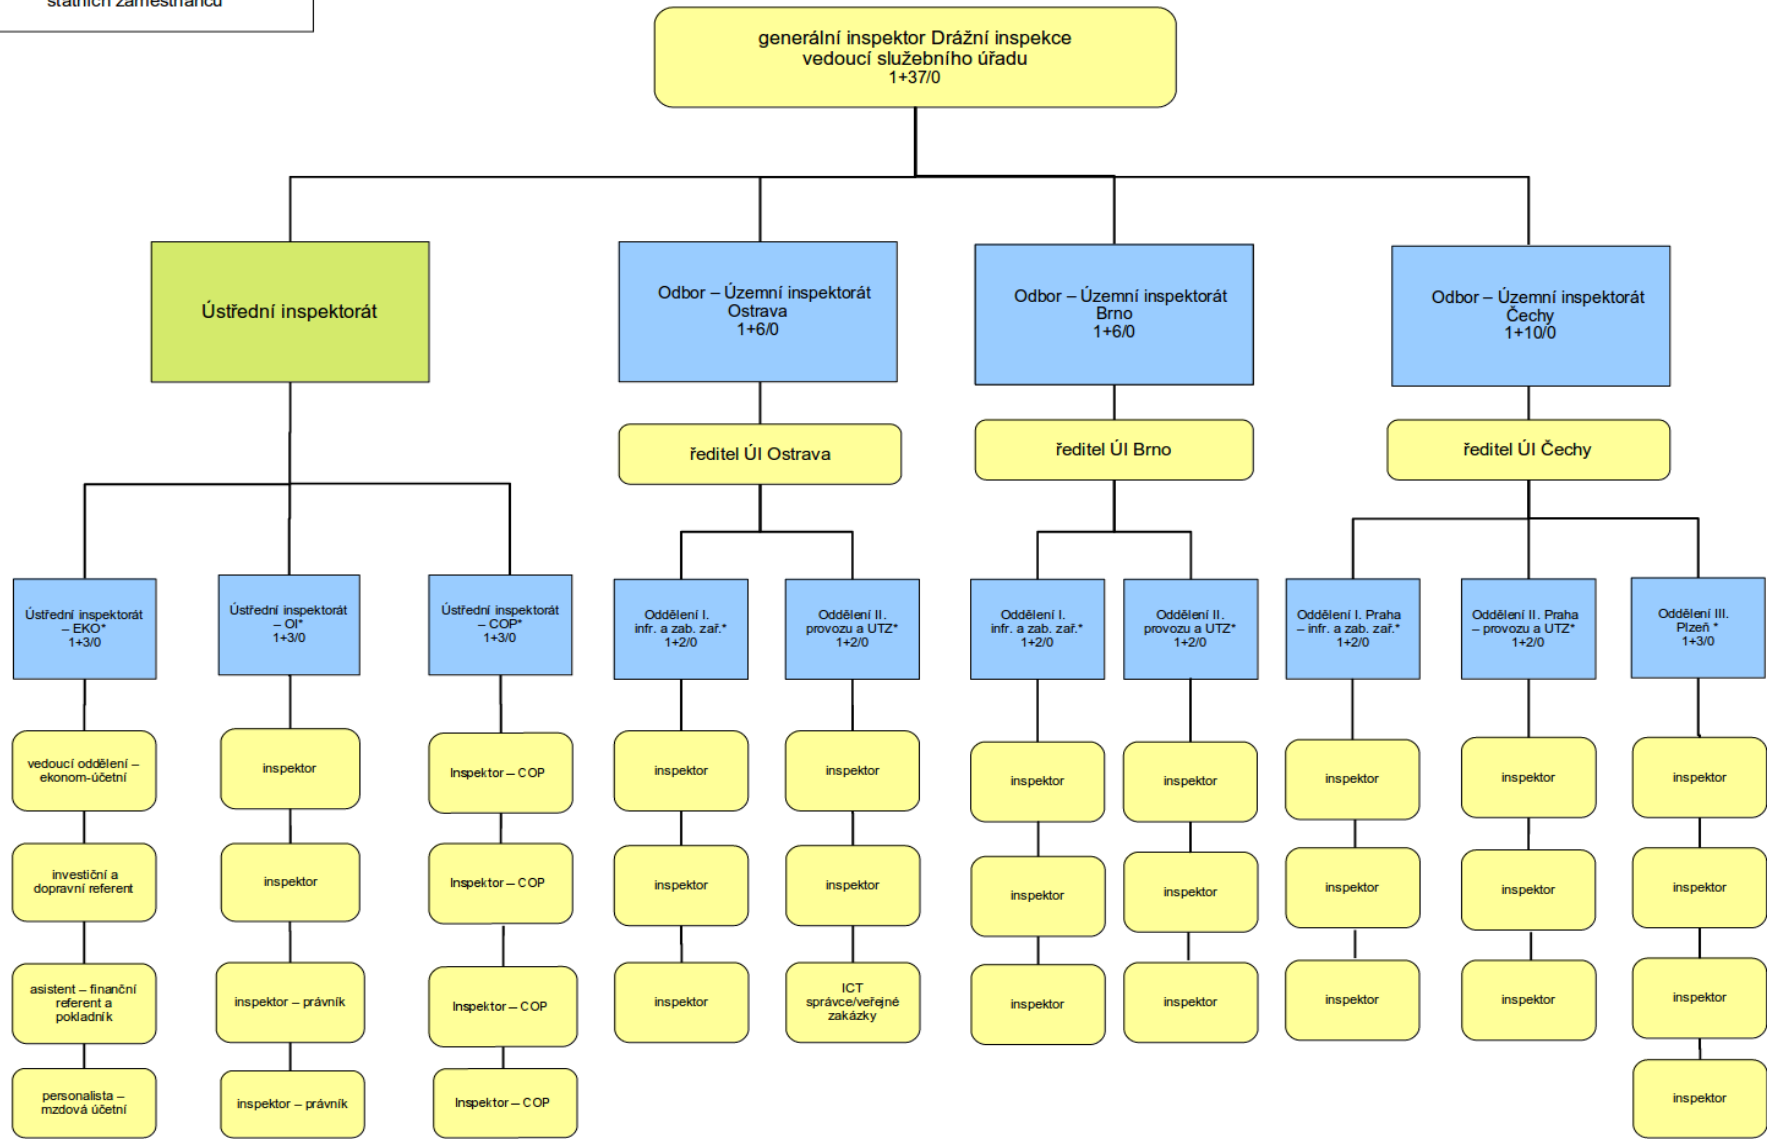 státních zaměstnanců
generální inspektor Drážní inspekce
vedoucí služebního úřadu
1+37/0
Ústřední inspektorát
Odbor – Územní inspektorát
Ostrava
1+6/0
Odbor – Územní inspektorát
Brno
1+6/0
Odbor – Územní inspektorát
Čechy
1+10/0
ředitel ÚI Ostrava
ředitel ÚI Brno
ředitel ÚI Čechy
Ústřední inspektorát
– EKO*
1+3/0
Ústřední inspektorát
– OI*
1+3/0
Ústřední inspektorát
– COP*
1+3/0
Oddělení I.
infr. a zab. zař.*
1+2/0
Oddělení II.
provozu a UTZ*
1+2/0
Oddělení I.
infr. a zab. zař.*
1+2/0
Oddělení II.
provozu a UTZ*
1+2/0
Oddělení I. Praha
– infr. a zab. zař.*
1+2/0
Oddělení II. Praha
– provozu a UTZ*
1+2/0
Oddělení III.
Plzeň *
1+3/0
vedoucí oddělení –
ekonom-účetní
inspektor
Inspektor – COP
inspektor
inspektor
inspektor
inspektor
inspektor
inspektor
inspektor
investiční a
dopravní referent
inspektor
Inspektor – COP
inspektor
inspektor
inspektor
inspektor
inspektor
inspektor
inspektor
asistent – finanční
referent a
pokladník
inspektor – právník
Inspektor – COP
inspektor
ICT
správce/veřejné
zakázky
inspektor
inspektor
inspektor
inspektor
inspektor
personalista –
mzdová účetní
inspektor – právník
Inspektor – COP
inspektor